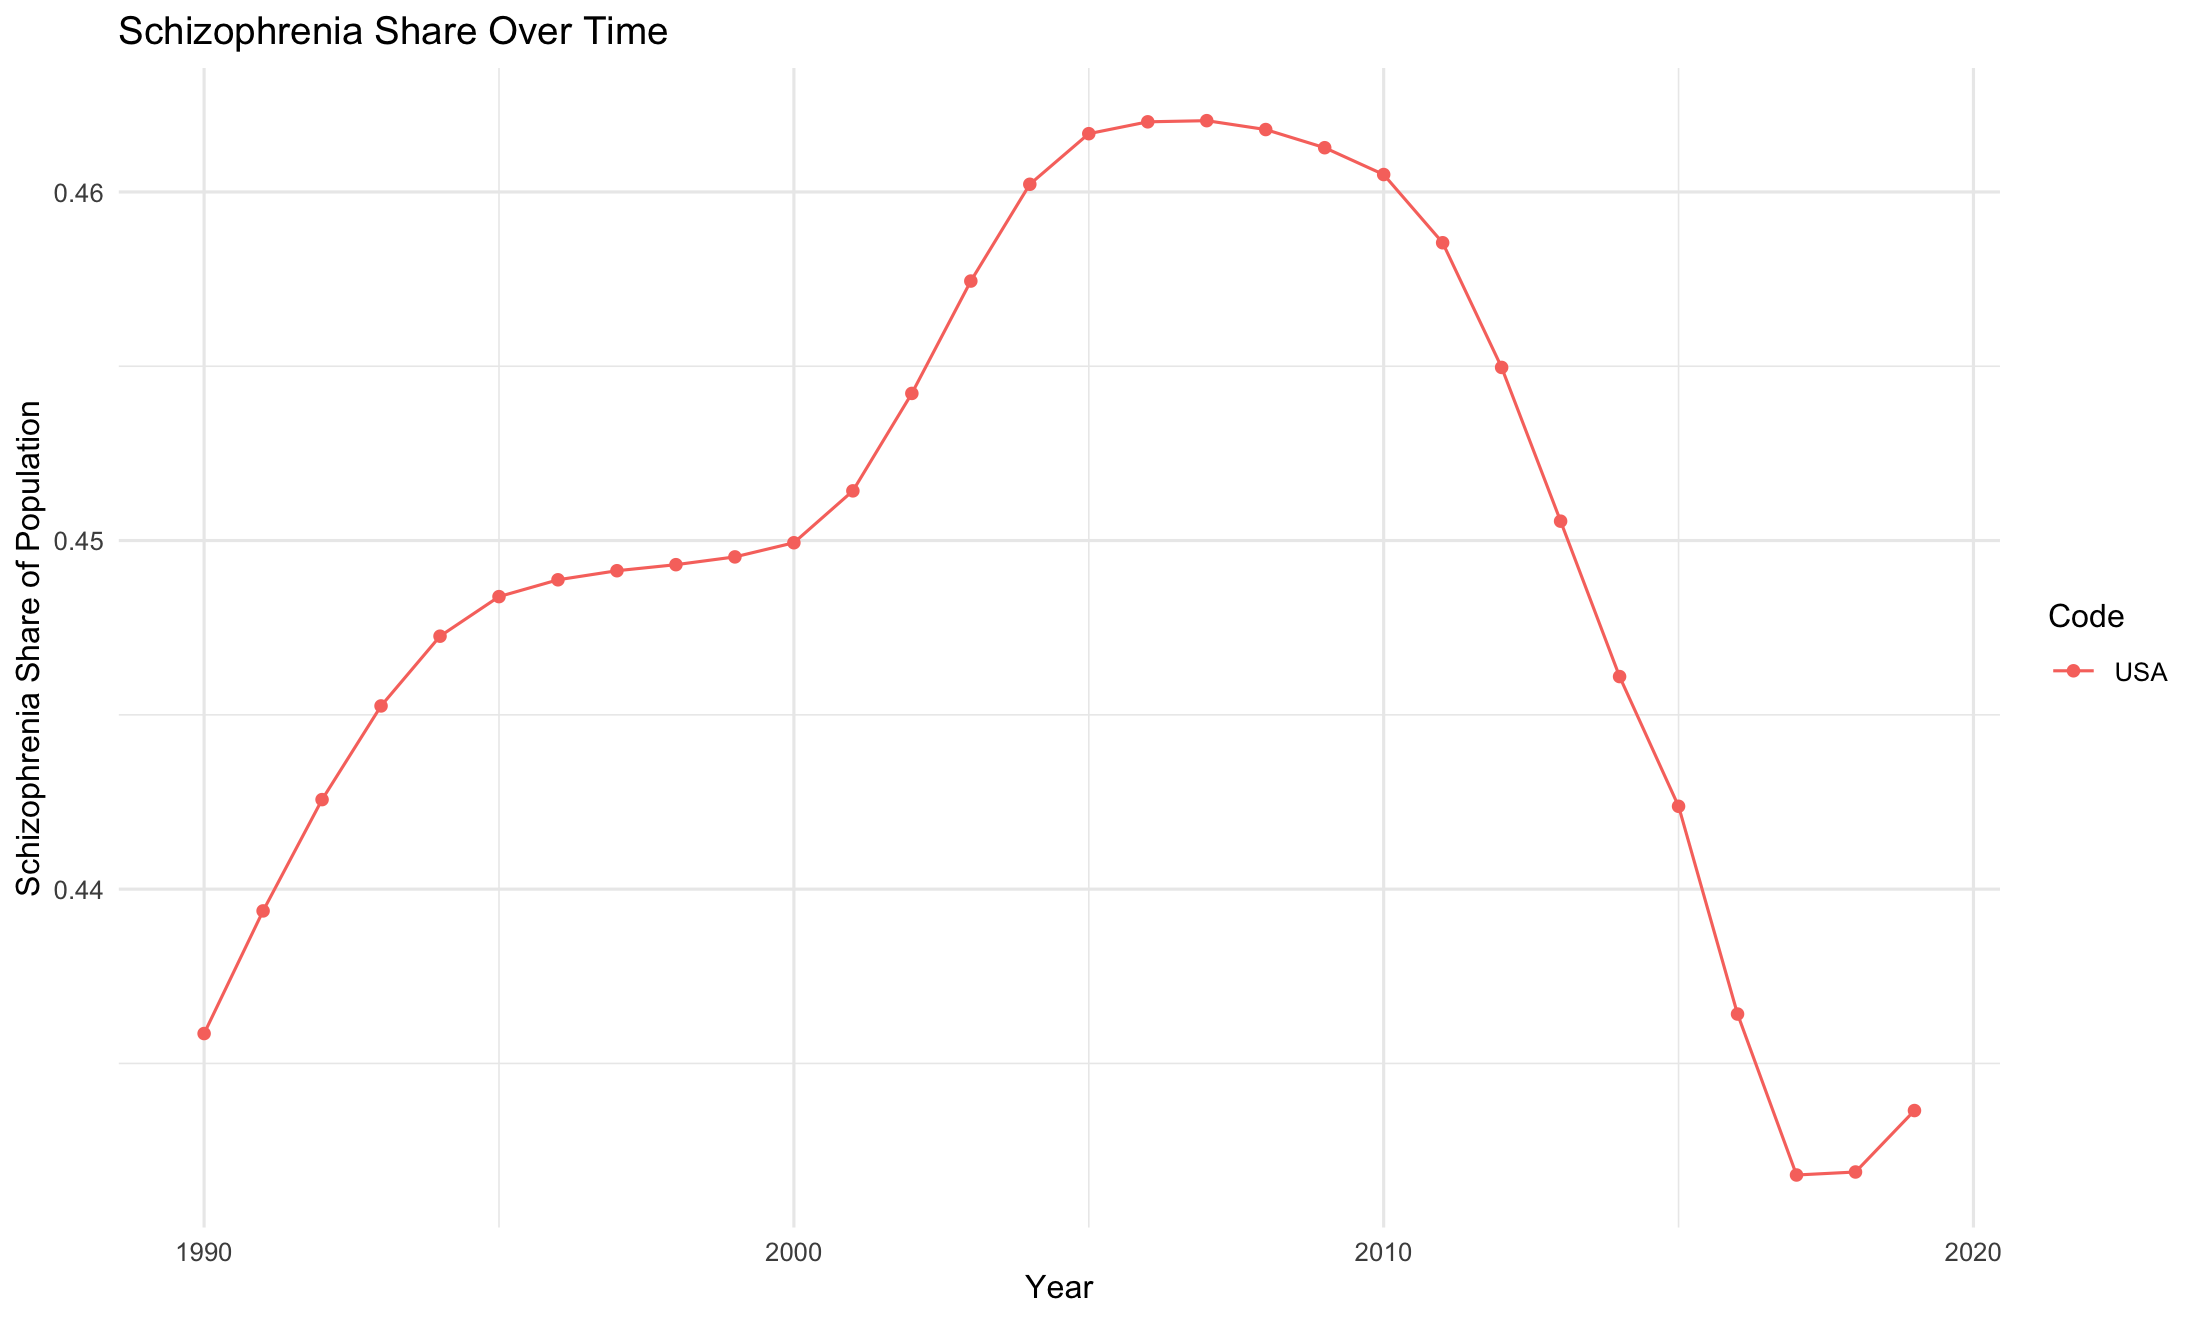 Schizophrenia Share Over Time
Schizophrenia Share of Population
0.46
0.45
0.44
1990
2000
2010
2020
Year
Code
USA